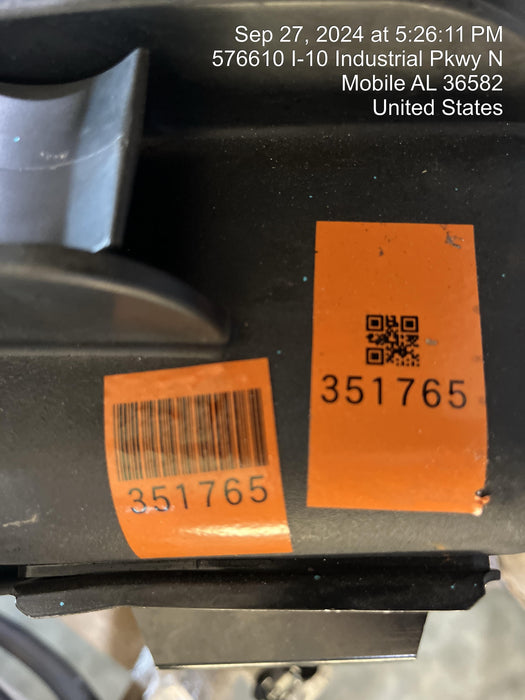 Sep 27, 2024 at 5:26:11 PM
576610 I-10 Industrial Pkwy N
Mobile AL 36582
United States
351765
351765